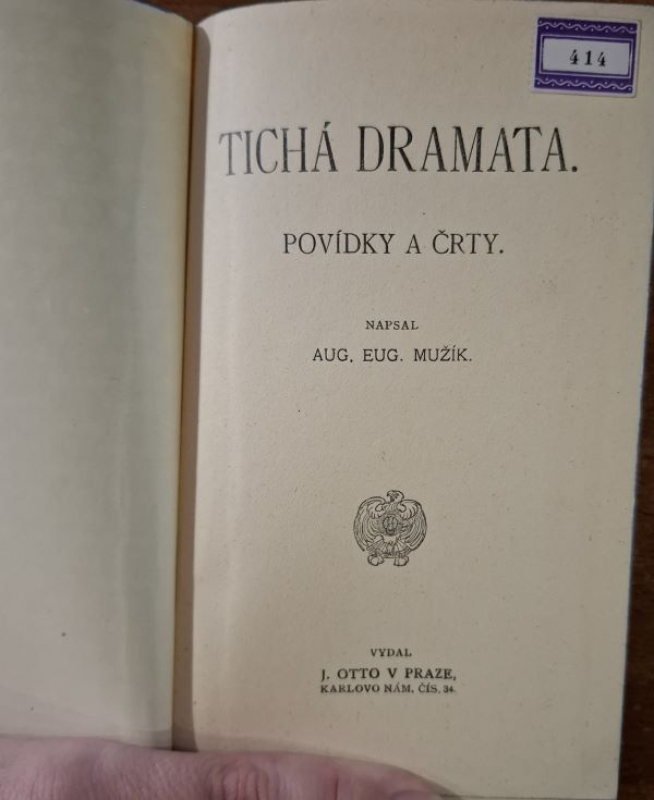 414
TICHÁ DRAMATA.
POVÍDKY A ČRTY.
NAPSAL
AUG. EUG. MUŽÍK.
VYDAL
J. OTTO V PRAZE,
KARLOVO NÁM. ČÍS. 34.